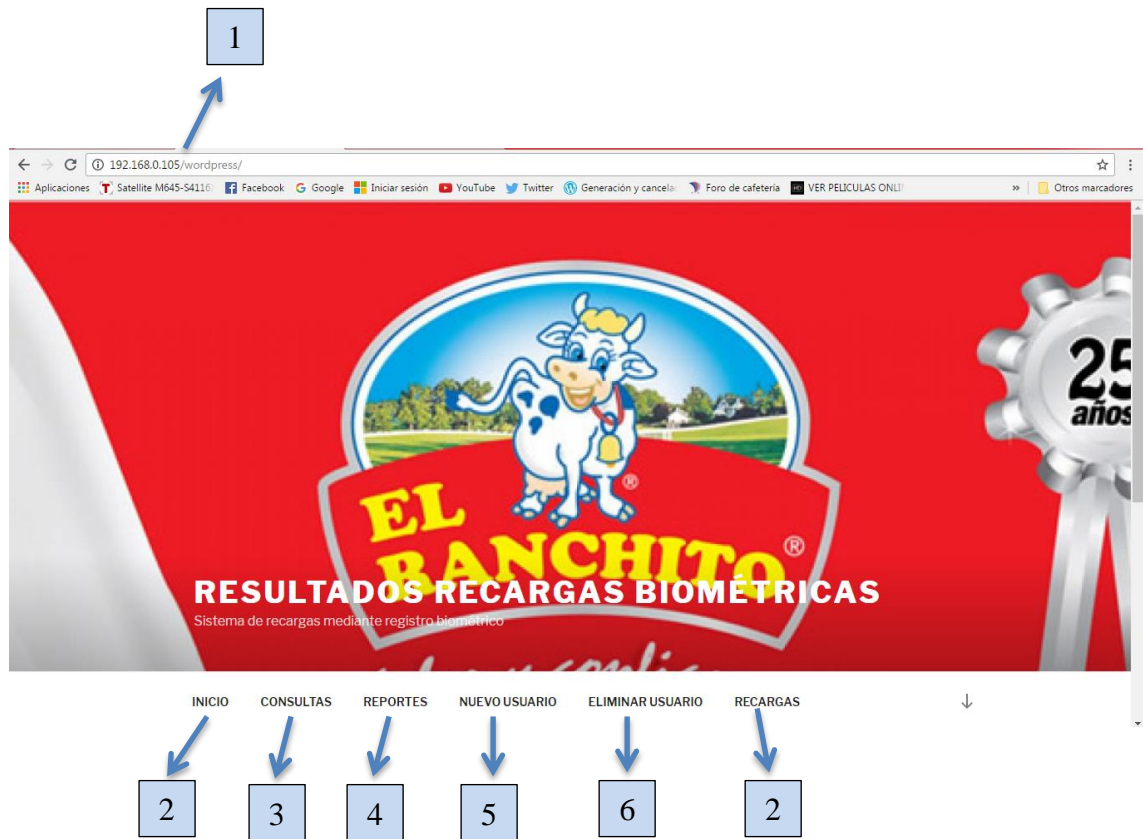 1
192.168.0.105/wordpress/
Aplicaciones Satellite M645-S4116 Facebook Google Iniciar sesión YouTube Twitter Generación y cancela Foro de cafeteria VER PELICULAS ONLI » Otros marcadores
25
años
EL
RANCHITO®
®
RESULTADOS RECARGAS BIOMÉTRICAS
Sistema de recargas mediante registro biométrico
INICIO CONSULTAS REPORTES NUEVO USUARIO ELIMINAR USUARIO RECARGAS
2 3 4 5 6 2